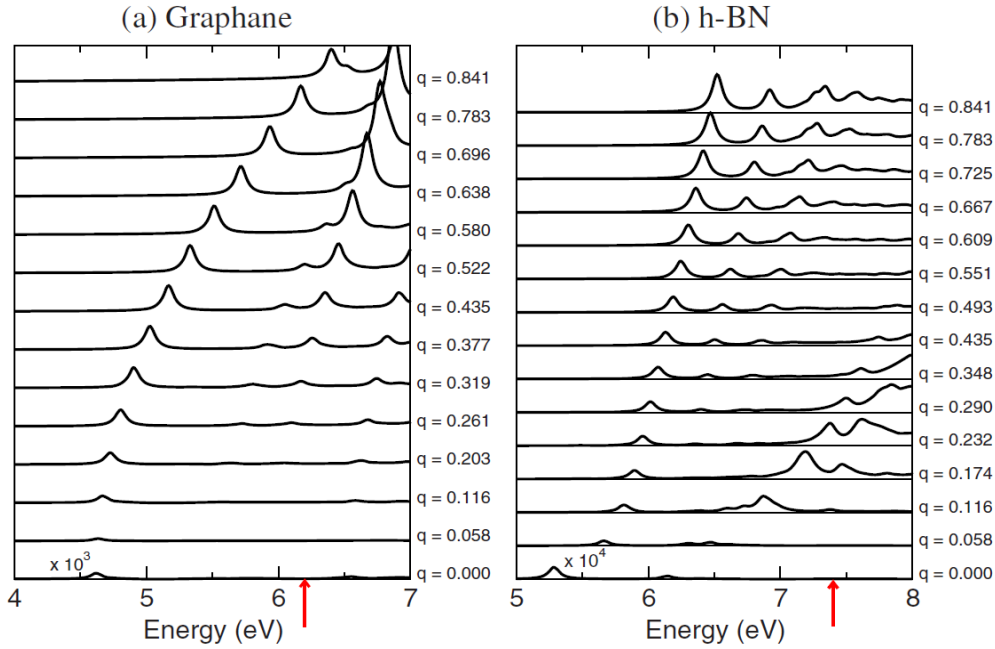 (a) Graphane
q = 0.841
q = 0.783
q = 0.696
q = 0.638
q = 0.580
q = 0.522
q = 0.435
q = 0.377
q = 0.319
q = 0.261
q = 0.203
q = 0.116
q = 0.058
x 10³
q = 0.000
4 5 6 7
Energy (eV)
(b) h-BN
q = 0.841
q = 0.783
q = 0.725
q = 0.667
q = 0.609
q = 0.551
q = 0.493
q = 0.435
q = 0.348
q = 0.290
q = 0.232
q = 0.174
q = 0.116
q = 0.058
x 10⁴
q = 0.000
5 6 7 8
Energy (eV)